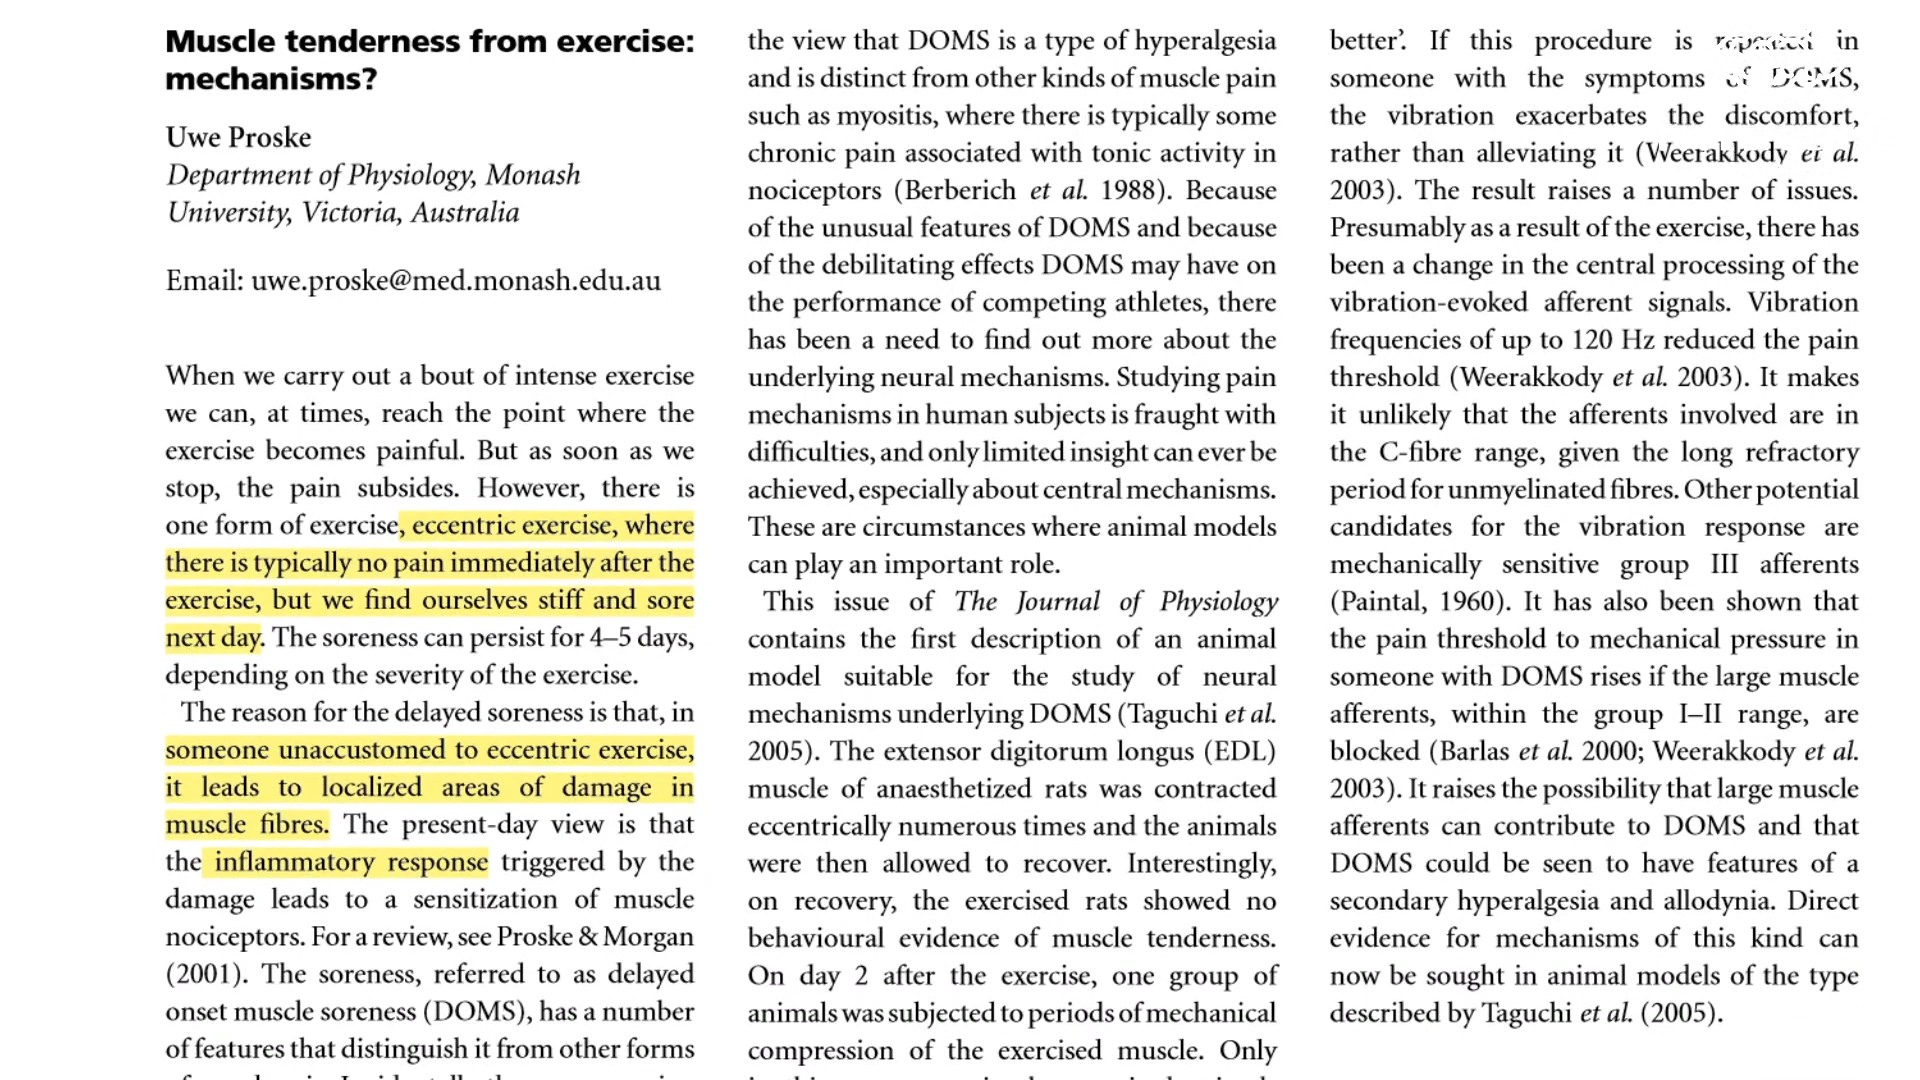 Muscle tenderness from exercise:
mechanisms?
Uwe Proske
Department of Physiology, Monash
University, Victoria, Australia
Email: uwe.proske@med.monash.edu.au
When we carry out a bout of intense exercise
we can, at times, reach the point where the
exercise becomes painful. But as soon as we
stop, the pain subsides. However, there is
one form of exercise, eccentric exercise, where
there is typically no pain immediately after the
exercise, but we find ourselves stiff and sore
next day. The soreness can persist for 4–5 days,
depending on the severity of the exercise.
The reason for the delayed soreness is that, in
someone unaccustomed to eccentric exercise,
it leads to localized areas of damage in
muscle fibres. The present-day view is that
the inflammatory response triggered by the
damage leads to a sensitization of muscle
nociceptors. For a review, see Proske & Morgan
(2001). The soreness, referred to as delayed
onset muscle soreness (DOMS), has a number
of features that distinguish it from other forms
the view that DOMS is a type of hyperalgesia
and is distinct from other kinds of muscle pain
such as myositis, where there is typically some
chronic pain associated with tonic activity in
nociceptors (Berberich et al. 1988). Because
of the unusual features of DOMS and because
of the debilitating effects DOMS may have on
the performance of competing athletes, there
has been a need to find out more about the
underlying neural mechanisms. Studying pain
mechanisms in human subjects is fraught with
difficulties, and only limited insight can ever be
achieved, especially about central mechanisms.
These are circumstances where animal models
can play an important role.
This issue of The Journal of Physiology
contains the first description of an animal
model suitable for the study of neural
mechanisms underlying DOMS (Taguchi et al.
2005). The extensor digitorum longus (EDL)
muscle of anaesthetized rats was contracted
eccentrically numerous times and the animals
were then allowed to recover. Interestingly,
on recovery, the exercised rats showed no
behavioural evidence of muscle tenderness.
On day 2 after the exercise, one group of
animals was subjected to periods of mechanical
compression of the exercised muscle. Only
better’. If this procedure is repeated in
someone with the symptoms of DOMS,
the vibration exacerbates the discomfort,
rather than alleviating it (Weerakkody et al.
2003). The result raises a number of issues.
Presumably as a result of the exercise, there has
been a change in the central processing of the
vibration-evoked afferent signals. Vibration
frequencies of up to 120 Hz reduced the pain
threshold (Weerakkody et al. 2003). It makes
it unlikely that the afferents involved are in
the C-fibre range, given the long refractory
period for unmyelinated fibres. Other potential
candidates for the vibration response are
mechanically sensitive group III afferents
(Paintal, 1960). It has also been shown that
the pain threshold to mechanical pressure in
someone with DOMS rises if the large muscle
afferents, within the group I–II range, are
blocked (Barlas et al. 2000; Weerakkody et al.
2003). It raises the possibility that large muscle
afferents can contribute to DOMS and that
DOMS could be seen to have features of a
secondary hyperalgesia and allodynia. Direct
evidence for mechanisms of this kind can
now be sought in animal models of the type
described by Taguchi et al. (2005).